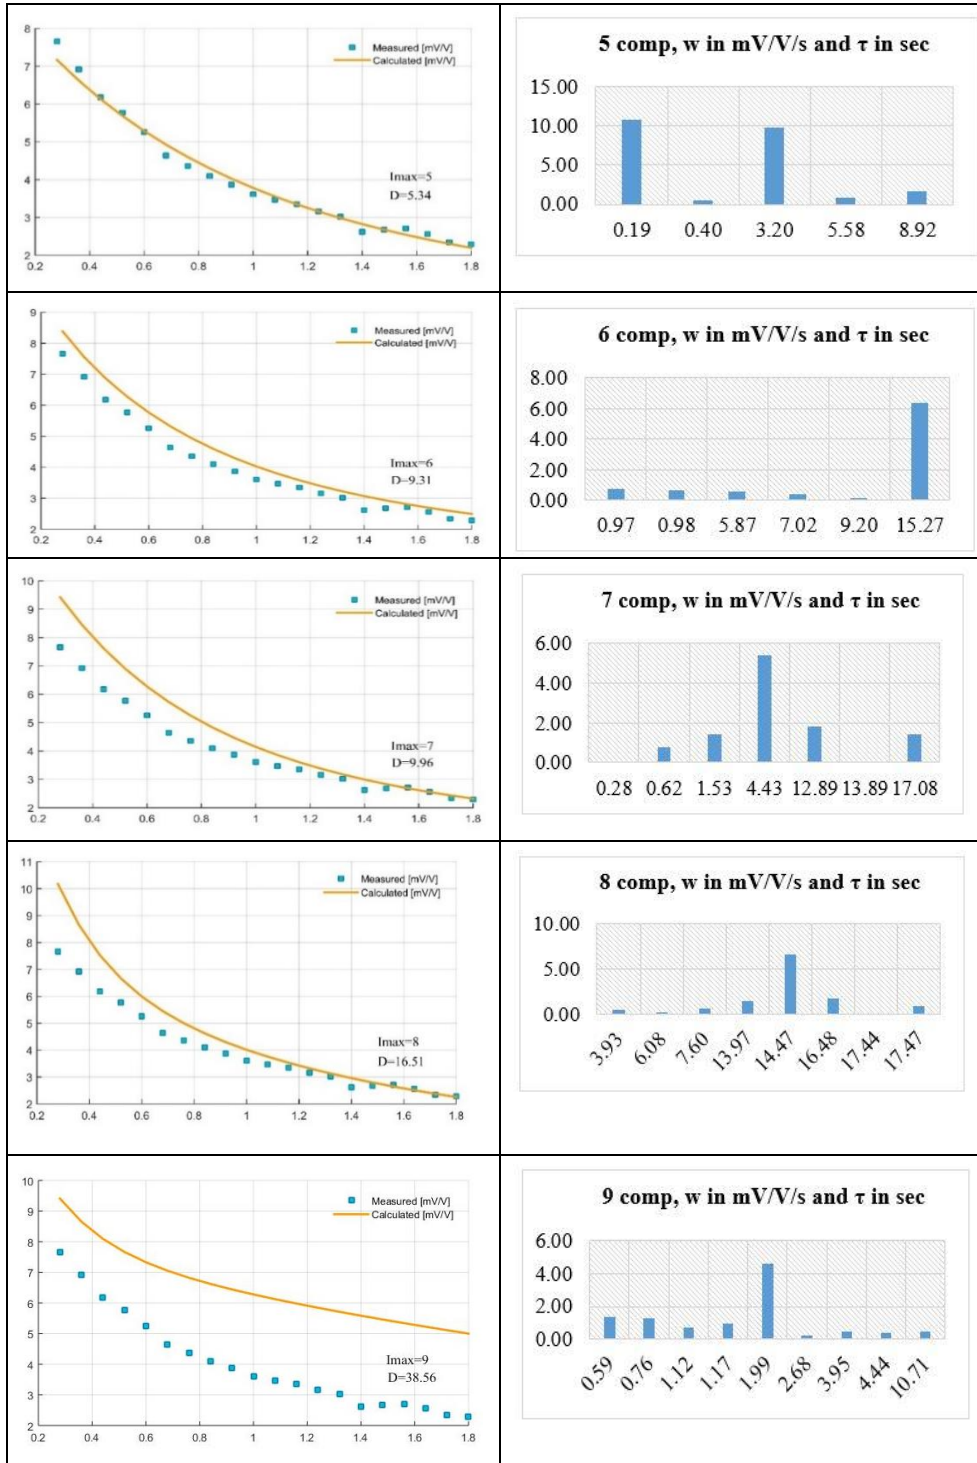 8
7
6
5
4
3
2
0.2 0.4 0.6 0.8 1 1.2 1.4 1.6 1.8
Measured [mV/V]
Calculated [mV/V]
Imax=5
D=5.34
5 comp, w in mV/V/s and τ in sec
15.00
10.00
5.00
0.00
0.19 0.40 3.20 5.58 8.92
9
8
7
6
5
4
3
2
0.2 0.4 0.6 0.8 1 1.2 1.4 1.6 1.8
Measured [mV/V]
Calculated [mV/V]
Imax=6
D=9.31
6 comp, w in mV/V/s and τ in sec
8.00
6.00
4.00
2.00
0.00
0.97 0.98 5.87 7.02 9.20 15.27
10
9
8
7
6
5
4
3
2
0.2 0.4 0.6 0.8 1 1.2 1.4 1.6 1.8
Measured [mV/V]
Calculated [mV/V]
Imax=7
D=9.96
7 comp, w in mV/V/s and τ in sec
6.00
4.00
2.00
0.00
0.28 0.62 1.53 4.43 12.89 13.89 17.08
11
10
9
8
7
6
5
4
3
2
0.2 0.4 0.6 0.8 1 1.2 1.4 1.6 1.8
Measured [mV/V]
Calculated [mV/V]
Imax=8
D=16.51
8 comp, w in mV/V/s and τ in sec
10.00
5.00
0.00
3.93 6.08 7.60 13.97 14.47 16.48 17.44 17.47
10
9
8
7
6
5
4
3
2
0.2 0.4 0.6 0.8 1 1.2 1.4 1.6 1.8
Measured [mV/V]
Calculated [mV/V]
Imax=9
D=38.56
9 comp, w in mV/V/s and τ in sec
6.00
4.00
2.00
0.00
0.59 0.76 1.12 1.17 1.99 2.68 3.95 4.44 10.71